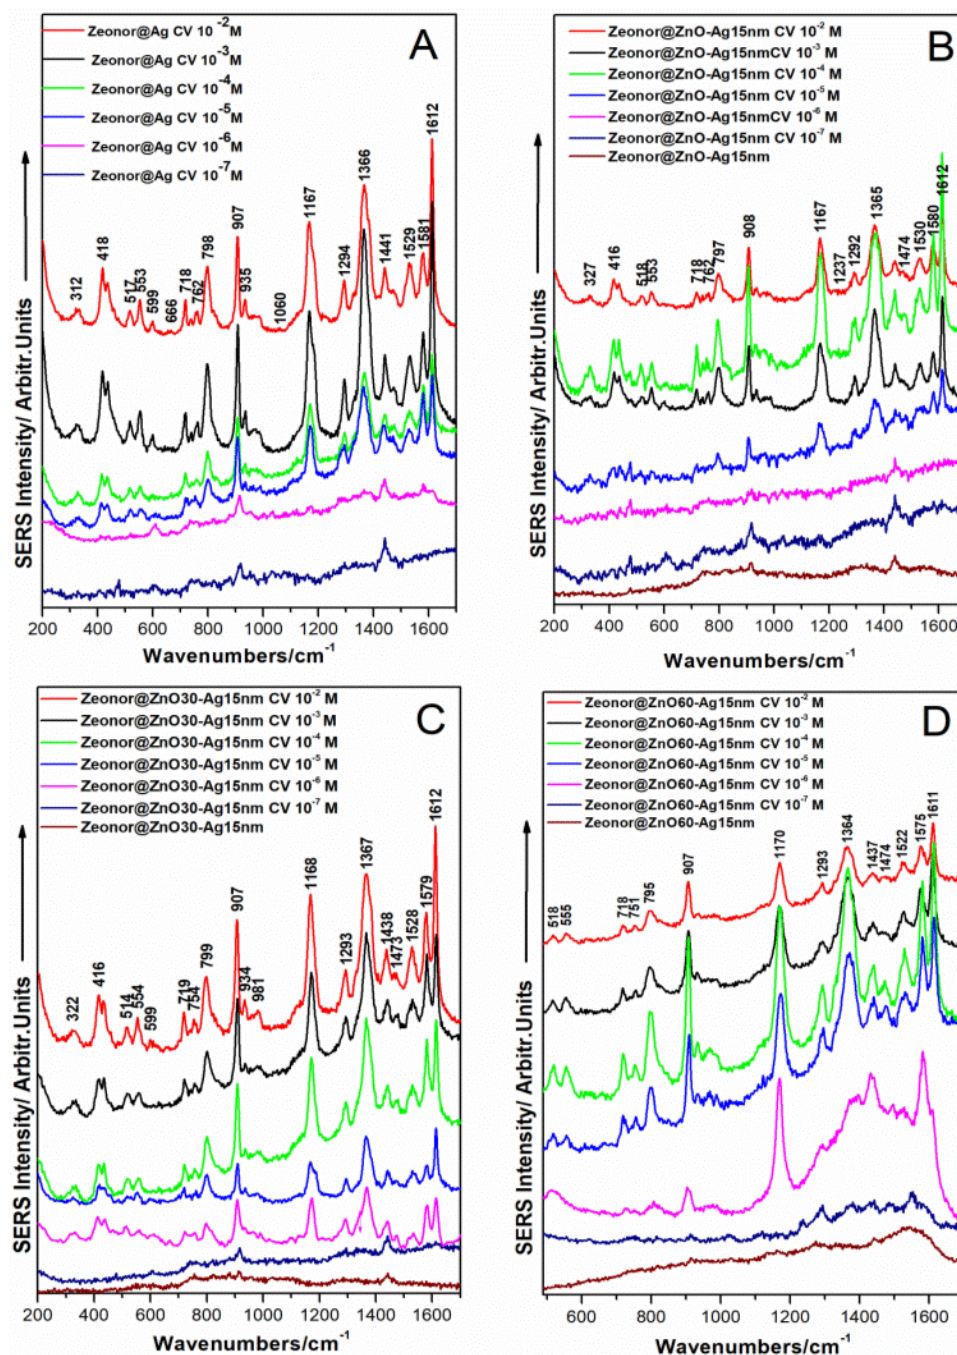 A
Zeonor@Ag CV 10⁻² M
Zeonor@Ag CV 10⁻³ M
Zeonor@Ag CV 10⁻⁴ M
Zeonor@Ag CV 10⁻⁵ M
Zeonor@Ag CV 10⁻⁶ M
Zeonor@Ag CV 10⁻⁷ M
SERS Intensity/ Arbitr.Units
312
418
517
553
599
666
718
762
798
907
935
1060
1167
1294
1366
1441
1529
1581
1612
200 400 600 800 1000 1200 1400 1600
Wavenumbers/cm⁻¹
B
Zeonor@ZnO-Ag15nm CV 10⁻² M
Zeonor@ZnO-Ag15nmCV 10⁻³ M
Zeonor@ZnO-Ag15nm CV 10⁻⁴ M
Zeonor@ZnO-Ag15nm CV 10⁻⁵ M
Zeonor@ZnO-Ag15nmCV 10⁻⁶ M
Zeonor@ZnO-Ag15nm CV 10⁻⁷ M
Zeonor@ZnO-Ag15nm
SERS Intensity/ Arbitr.Units
327
416
518
553
718
762
797
908
1167
1237
1292
1365
1474
1530
1580
1612
200 400 600 800 1000 1200 1400 1600
Wavenumbers/cm⁻¹
C
Zeonor@ZnO30-Ag15nm CV 10⁻² M
Zeonor@ZnO30-Ag15nm CV 10⁻³ M
Zeonor@ZnO30-Ag15nm CV 10⁻⁴ M
Zeonor@ZnO30-Ag15nm CV 10⁻⁵ M
Zeonor@ZnO30-Ag15nm CV 10⁻⁶ M
Zeonor@ZnO30-Ag15nm CV 10⁻⁷ M
Zeonor@ZnO30-Ag15nm
SERS Intensity/ Arbitr.Units
322
416
514
554
599
719
754
799
907
934
981
1168
1293
1367
1438
1473
1528
1579
1612
200 400 600 800 1000 1200 1400 1600
Wavenumbers/cm⁻¹
D
Zeonor@ZnO60-Ag15nm CV 10⁻² M
Zeonor@ZnO60-Ag15nm CV 10⁻³ M
Zeonor@ZnO60-Ag15nm CV 10⁻⁴ M
Zeonor@ZnO60-Ag15nm CV 10⁻⁵ M
Zeonor@ZnO60-Ag15nm CV 10⁻⁶ M
Zeonor@ZnO60-Ag15nm CV 10⁻⁷ M
Zeonor@ZnO60-Ag15nm
SERS Intensity/ Arbitr.Units
518
555
718
751
795
907
1170
1293
1364
1437
1474
1522
1575
1611
600 800 1000 1200 1400 1600
Wavenumbers/cm⁻¹